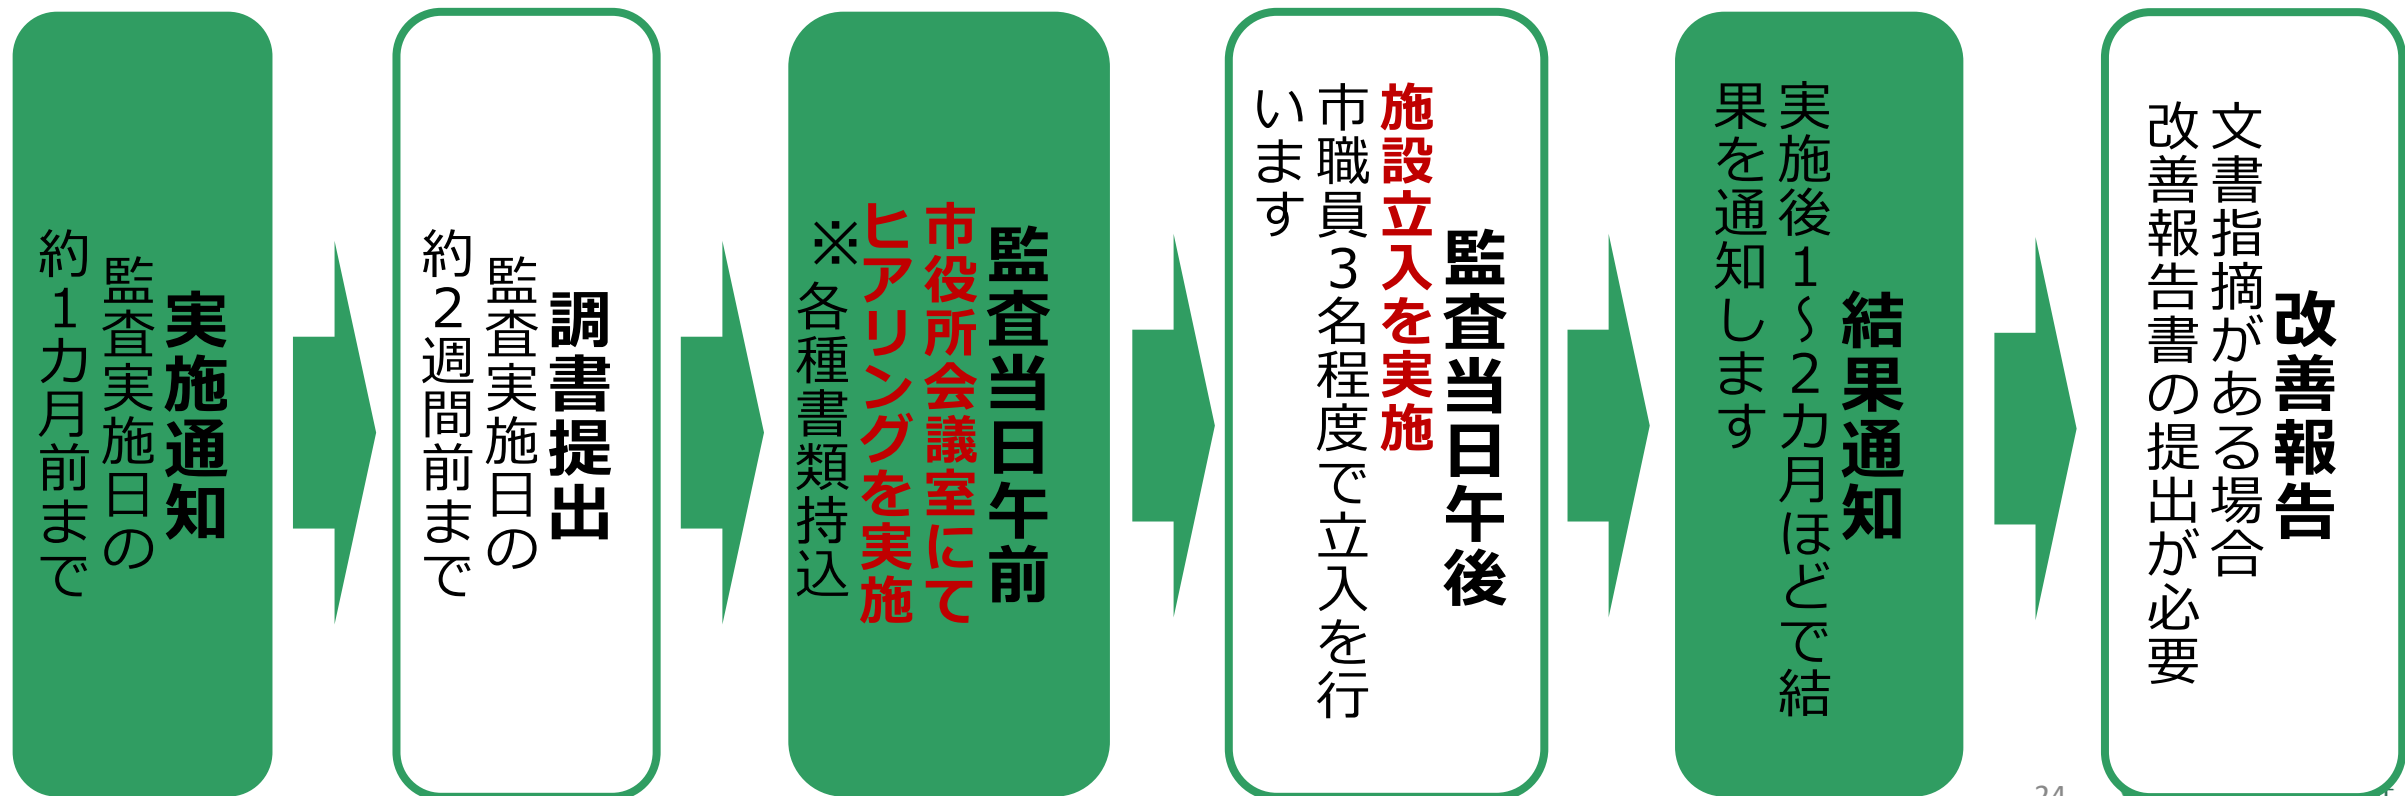 実施通知
監査実施日の
約1カ月前まで
調書提出
監査実施日の
約2週間前まで
監査当日午前
市役所会議室にて
ヒアリングを実施
※各種書類持込
監査当日午後
施設立入を実施
市職員3名程度で立入を行
います
結果通知
実施後1～2カ月ほどで結
果を通知します
改善報告
文書指摘がある場合
改善報告書の提出が必要
24